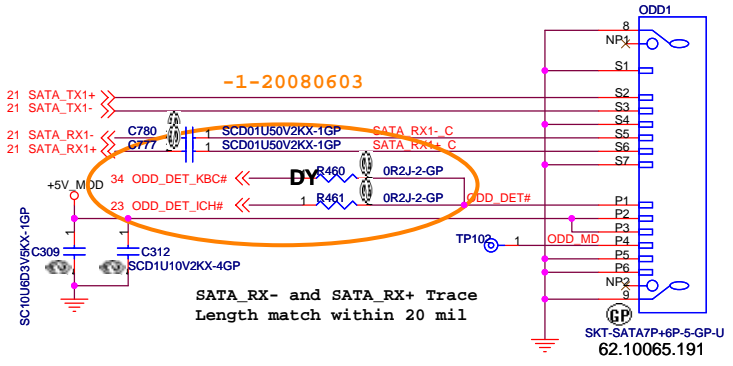 ODD1
8
NP1
-1-20080603
S1
21 SATA_TX1+
S2
21 SATA_TX1-
S3
S4
21 SATA_RX1-
C780
1
SCD01U50V2KX-1GP
SATA_RX1-_C
S5
21 SATA_RX1+
C777
1
SCD01U50V2KX-1GP
SATA_RX1+_C
S6
S7
34 ODD_DET_KBC#
DY
R460
0R2J-2-GP
+5V_MOD
23 ODD_DET_ICH#
1
R461
0R2J-2-GP
ODD_DET#
P1
P2
P3
TP102
1
ODD_MD
P4
1
1
C309
C312
P5
SCD1U10V2KX-4GP
P6
SC10U6D3V5KX-1GP
NP2
9
SATA_RX- and SATA_RX+ Trace
Length match within 20 mil
GP
SKT-SATA7P+6P-5-GP-U
62.10065.191